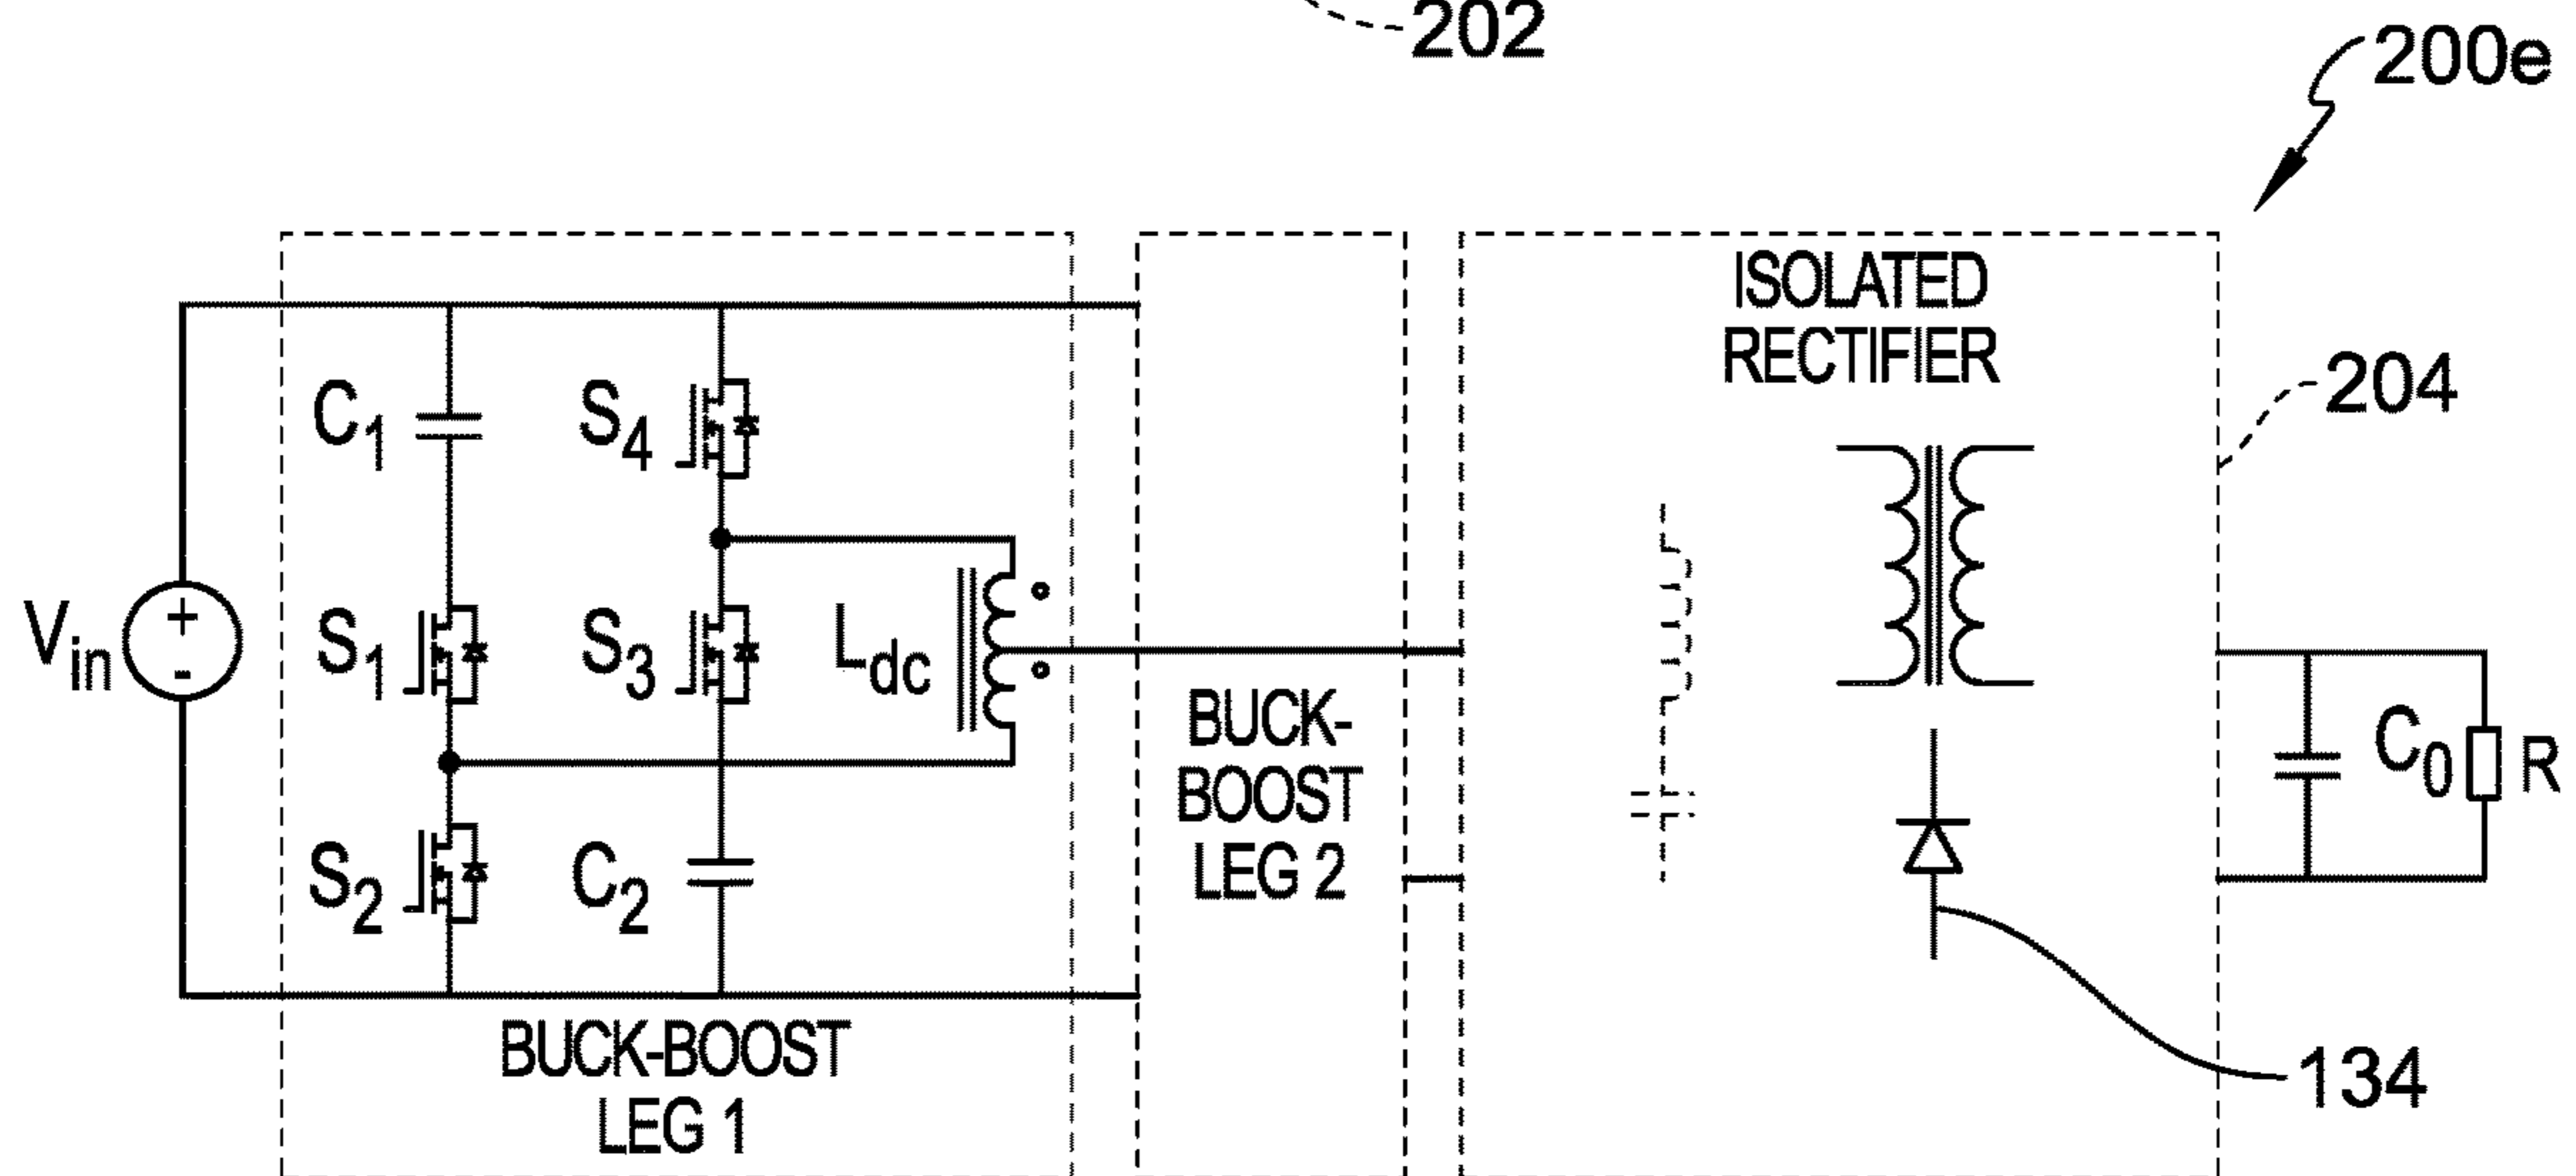 202
200e
ISOLATED
RECTIFIER
204
C1
S4
Vin
+
-
S1
S3
Ldc
S2
C2
BUCK-
BOOST
LEG 2
C0
R
BUCK-BOOST
LEG 1
134